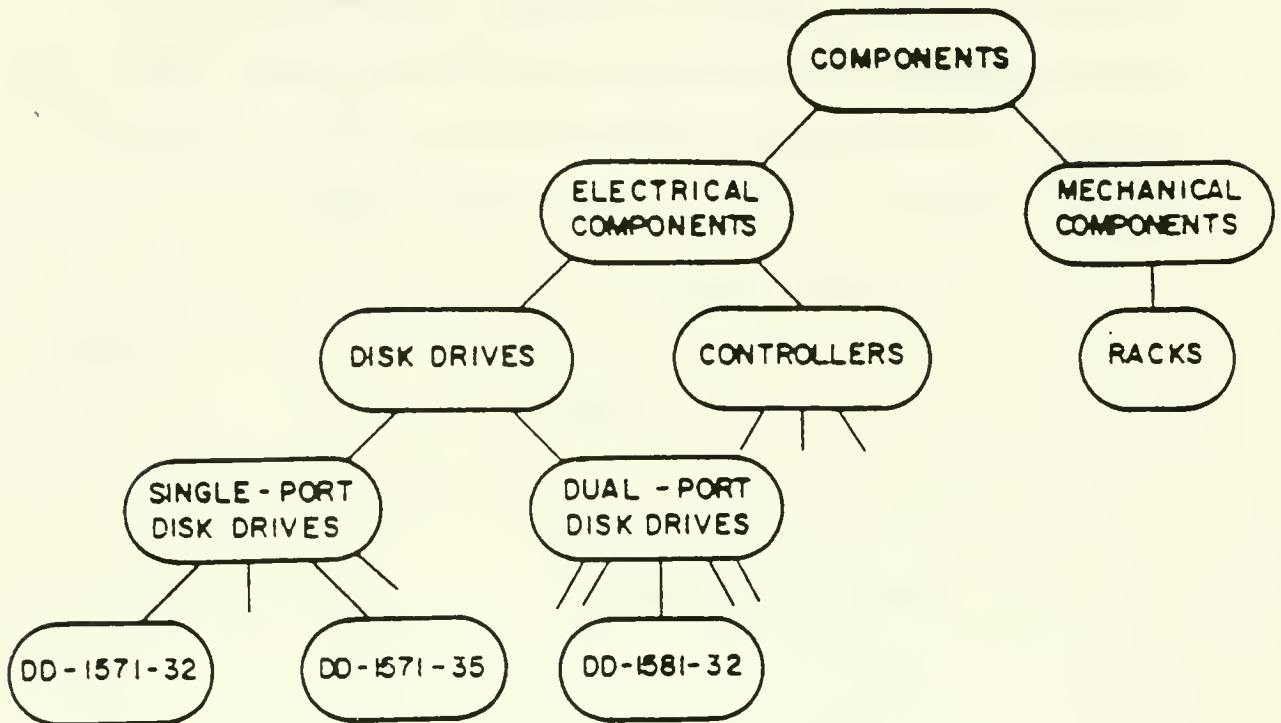 COMPONENTS
ELECTRICAL
COMPONENTS
MECHANICAL
COMPONENTS
DISK DRIVES
CONTROLLERS
RACKS
SINGLE - PORT
DISK DRIVES
DUAL - PORT
DISK DRIVES
DD-1571-32
DD-1571-35
DD-1581-32